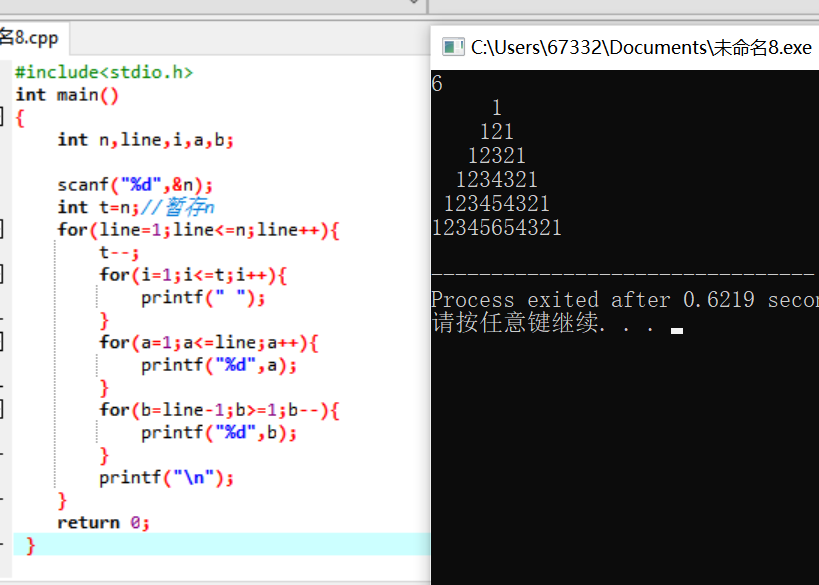 名8.cpp
#include<stdio.h>
int main()
{
    int n,line,i,a,b;
    scanf("%d",&n);
    int t=n;//暂存n
    for(line=1;line<=n;line++){
        t--;
        for(i=1;i<=t;i++){
            printf(" ");
        }
        for(a=1;a<=line;a++){
            printf("%d",a);
        }
        for(b=line-1;b>=1;b--){
            printf("%d",b);
        }
        printf("\n");
    }
    return 0;
}
C:\Users\67332\Documents\未命名8.exe
6
     1
    121
   12321
  1234321
 123454321
12345654321
--------------------------------
Process exited after 0.6219 secon
请按任意键继续. . .